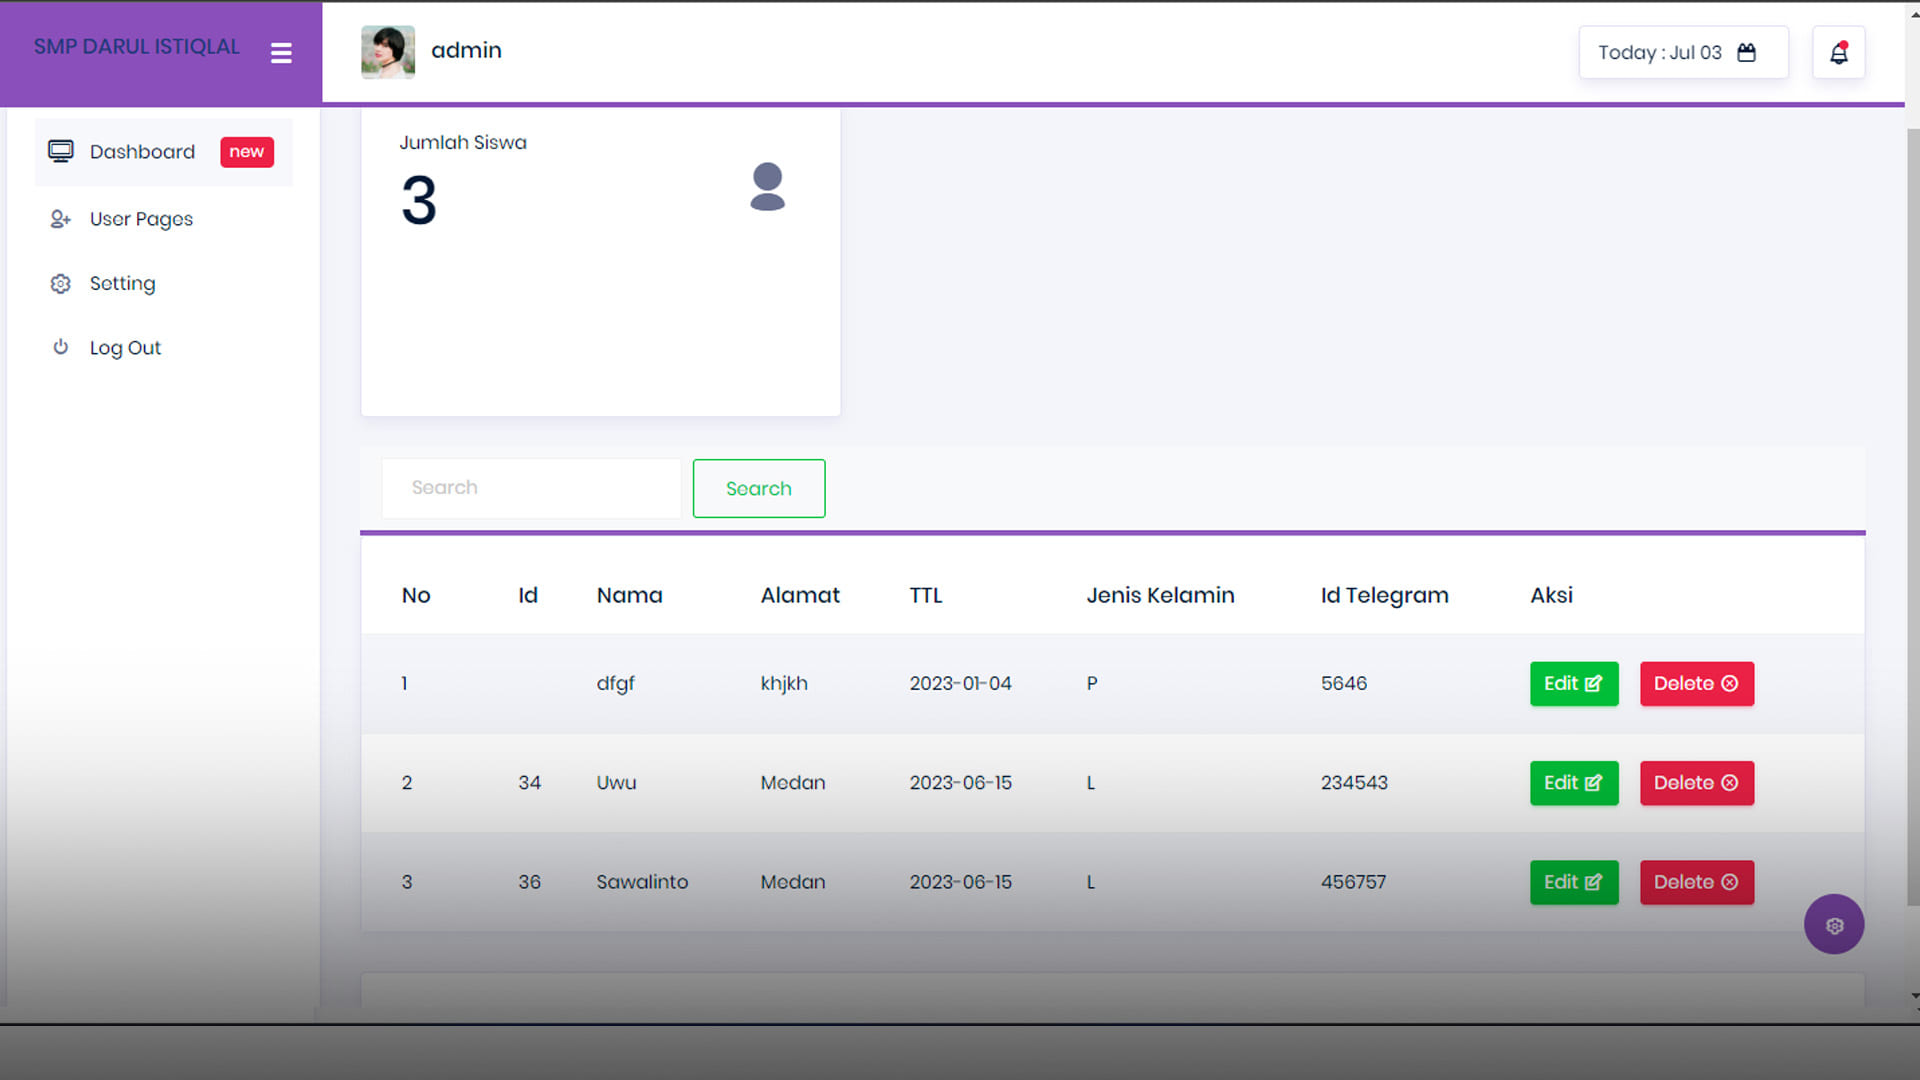 SMP DARUL ISTIQLAL
admin
Today : Jul 03
Dashboard new
User Pages
Setting
Log Out
Jumlah Siswa
3
Search Search
No Id Nama Alamat TTL Jenis Kelamin Id Telegram Aksi
1 dfgf khjkh 2023-01-04 P 5646 Edit Delete
2 34 Uwu Medan 2023-06-15 L 234543 Edit Delete
3 36 Sawalinto Medan 2023-06-15 L 456757 Edit Delete